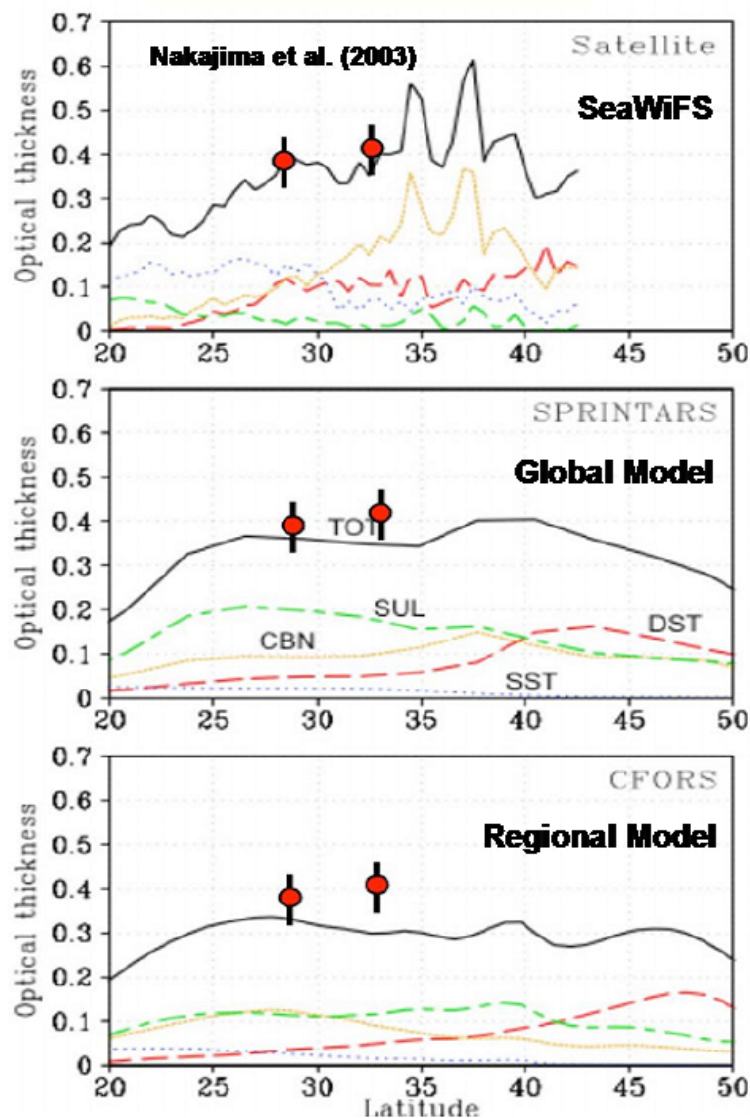 Nakajima et al. (2003)
Satellite
SeaWiFS
Optical thickness
0.7
0.6
0.5
0.4
0.3
0.2
0.1
0
20 25 30 35 40 45 50
SPRINTARS
Global Model
Optical thickness
0.7
0.6
0.5
0.4
0.3
0.2
0.1
0
TOT
SUL
DST
CBN
SST
20 25 30 35 40 45 50
CFORS
Regional Model
Optical thickness
0.7
0.6
0.5
0.4
0.3
0.2
0.1
0
20 25 30 35 40 45 50
Latitude